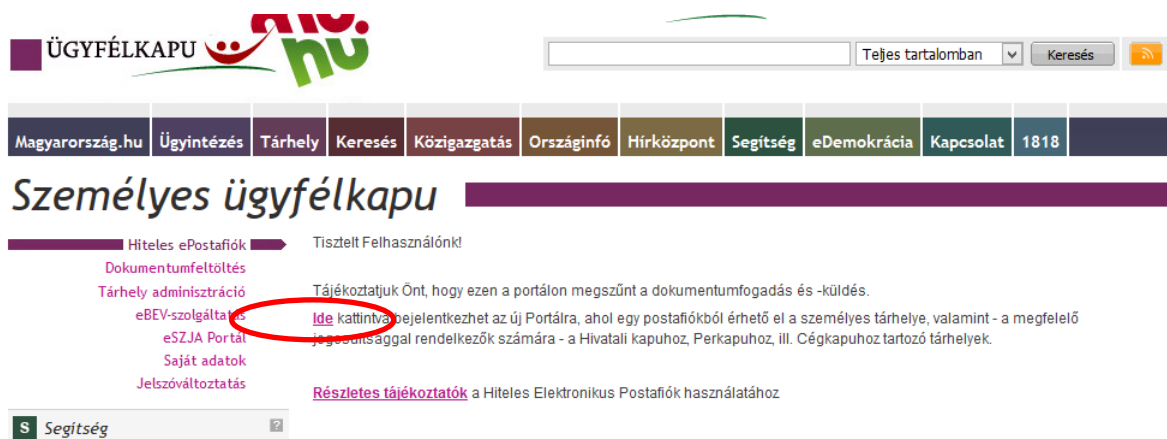 ÜGYFÉLKAPU
mo.
hu
Teljes tartalomban
Keresés
Magyarország.hu Ügyintézés Tárhely Keresés Közigazgatás Országinfó Hírközpont Segítség eDemokrácia Kapcsolat 1818
Személyes ügyfélkapu
Hiteles ePostafiók
Dokumentumfeltöltés
Tárhely adminisztráció
eBEV-szolgáltatás
eSZJA Portál
Saját adatok
Jelszóváltoztatás
S Segítség ?
Tisztelt Felhasználónk!
Tájékoztatjuk Önt, hogy ezen a portálon megszűnt a dokumentumfogadás és -küldés.
Ide kattintva bejelentkezhet az új Portálra, ahol egy postafiókból érhető el a személyes tárhelye, valamint - a megfelelő
jogosultsággal rendelkezők számára - a Hivatali kapuhoz, Perkapuhoz, ill. Cégkapuhoz tartozó tárhelyek.
Részletes tájékoztatók a Hiteles Elektronikus Postafiók használatához